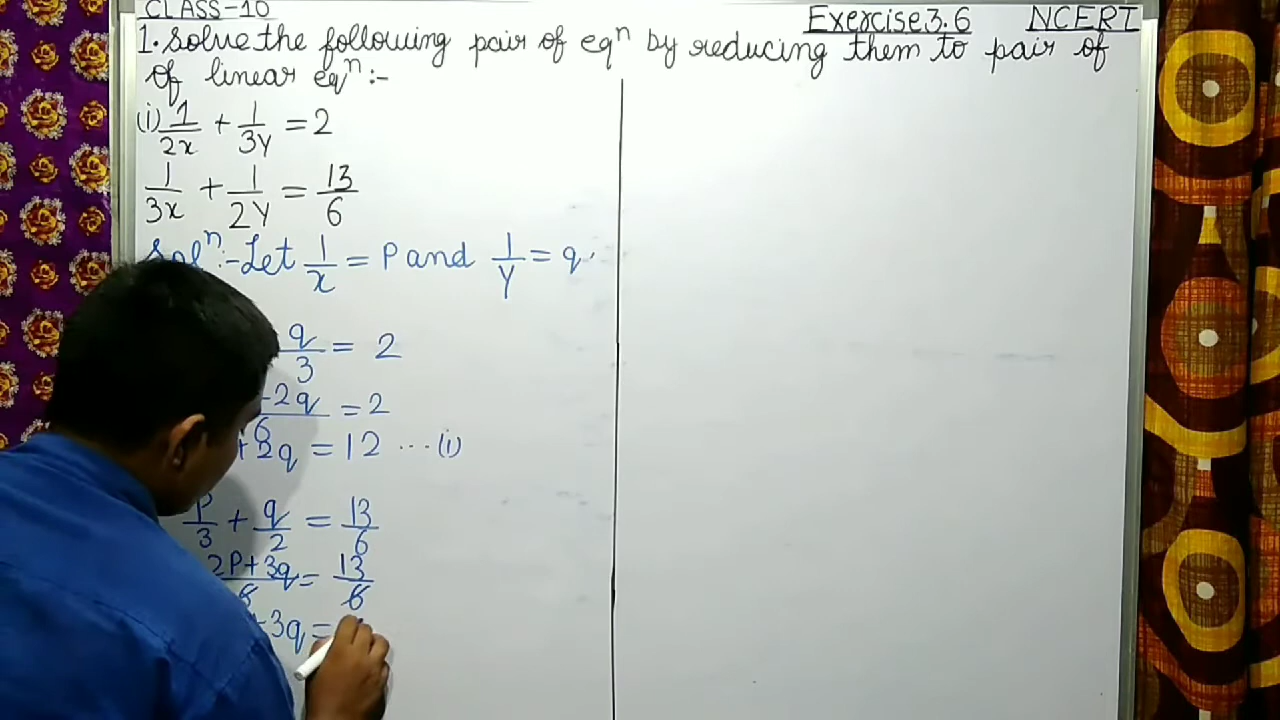 CLASS-10 Exercise3.6 NCERT
1. Solve the following pair of eqⁿ by reducing them to pair of
of linear eqⁿ:-
(i) 1/2x + 1/3y = 2
1/3x + 1/2y = 13/6
Solⁿ:- Let 1/x = P and 1/y = q
q/3 = 2
2q/6 = 2
+2q = 12 ...(i)
P/3 + q/2 = 13/6
2P+3q/6 = 13/6
+3q =